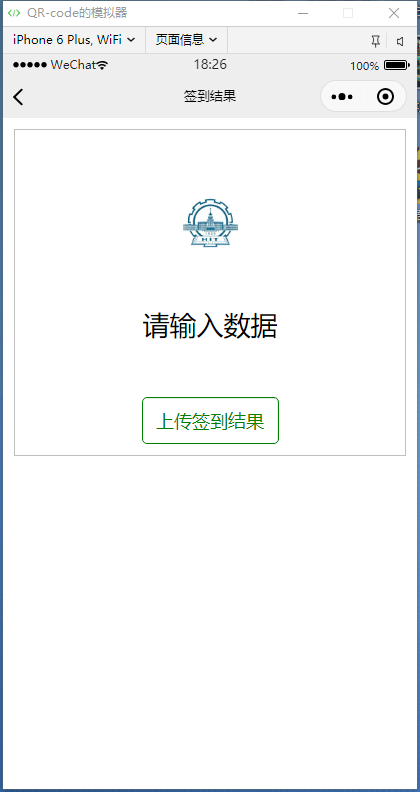 QR-code的模拟器
iPhone 6 Plus, WiFi 页面信息
WeChat 18:26 100%
签到结果
HIT
请输入数据
上传签到结果